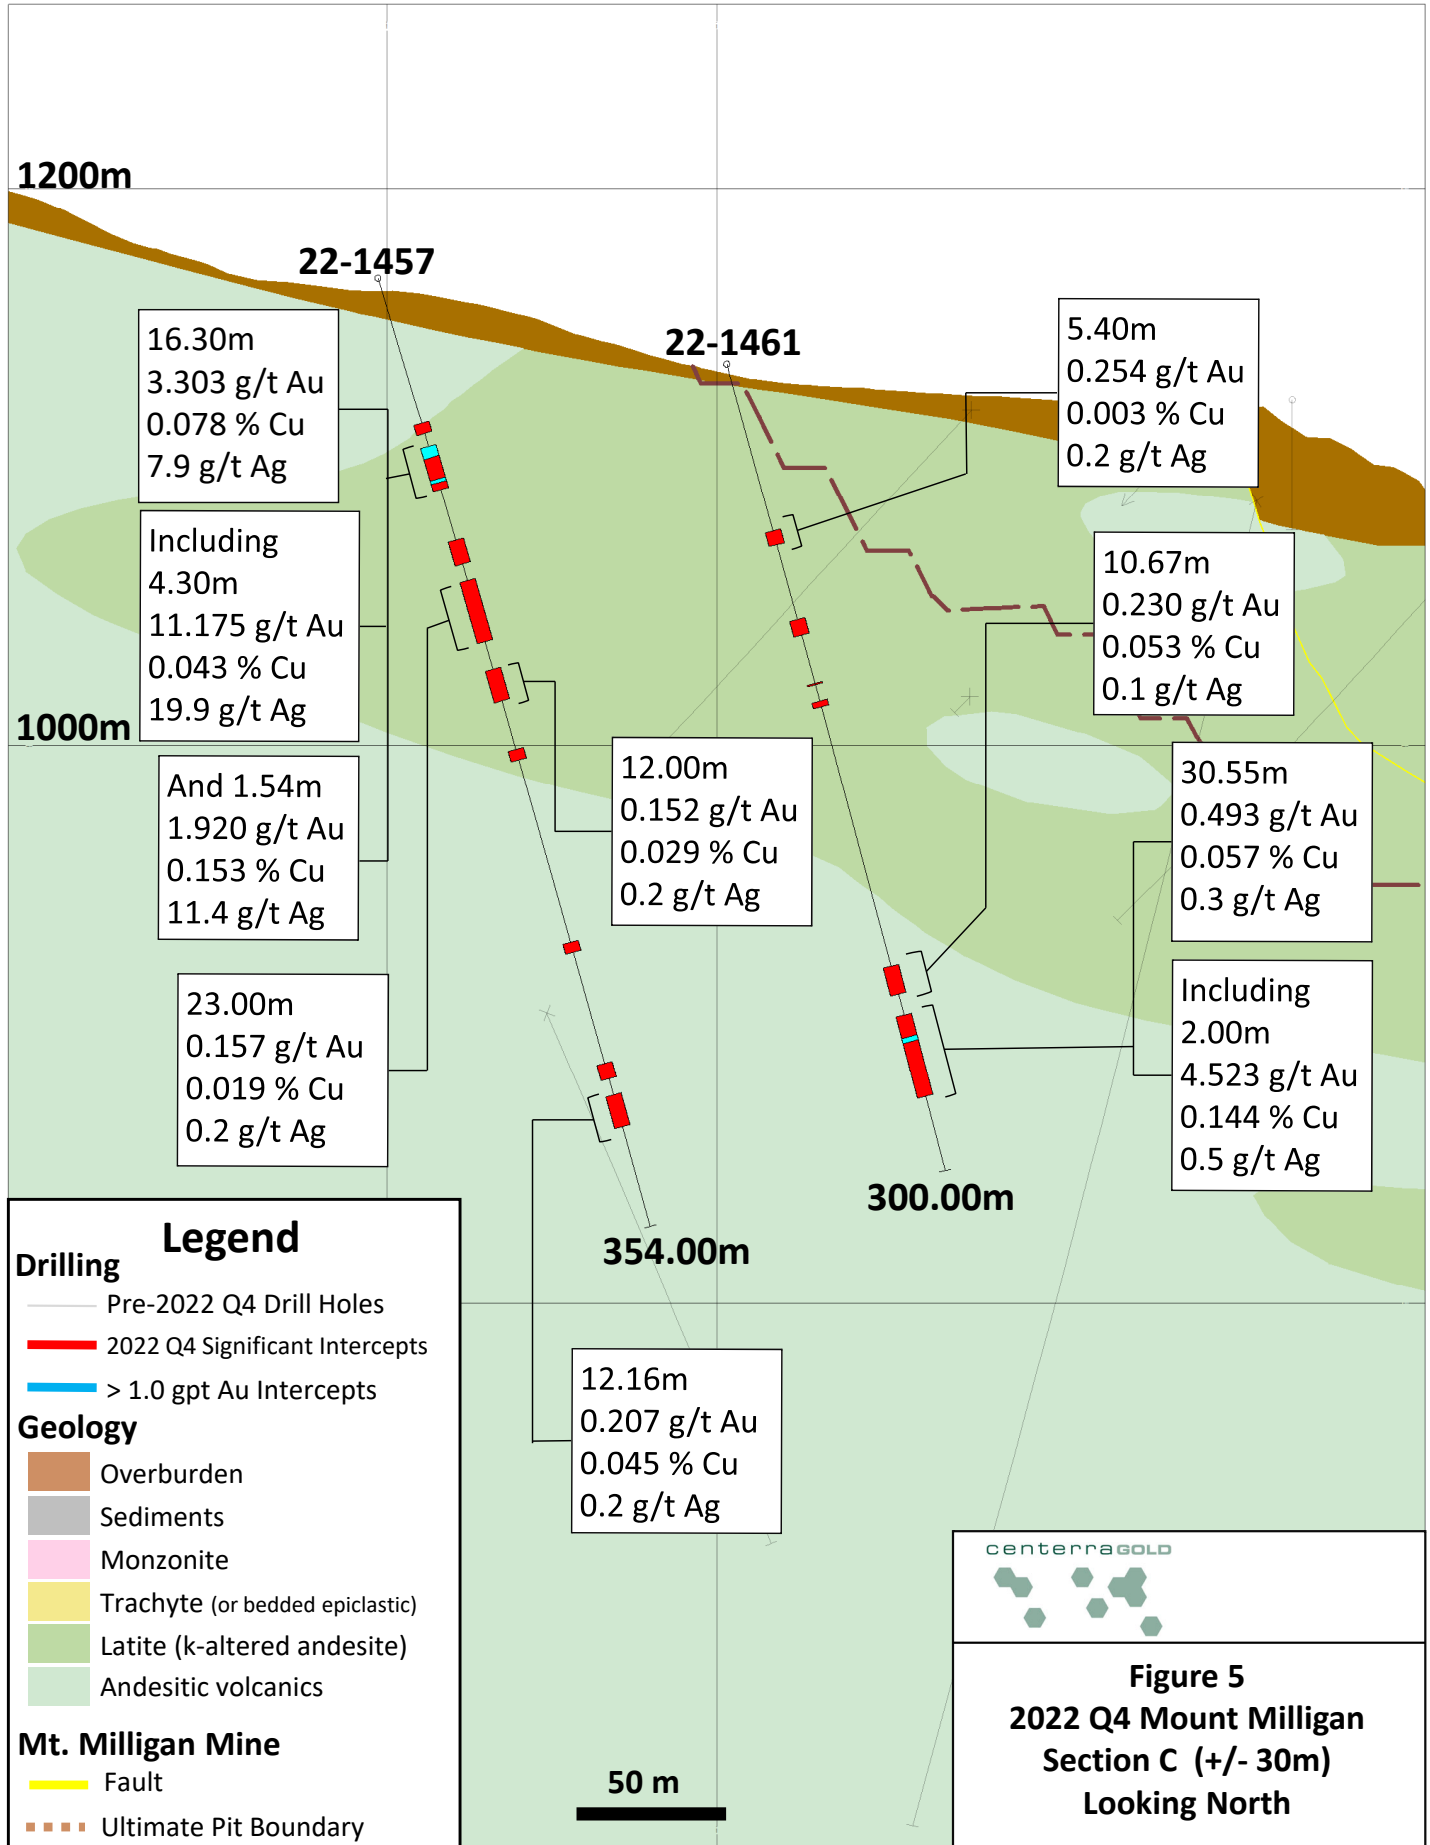 1200m
22-1457
22-1461
16.30m
3.303 g/t Au
0.078 % Cu
7.9 g/t Ag
5.40m
0.254 g/t Au
0.003 % Cu
0.2 g/t Ag
Including
4.30m
11.175 g/t Au
0.043 % Cu
19.9 g/t Ag
10.67m
0.230 g/t Au
0.053 % Cu
0.1 g/t Ag
1000m
And 1.54m
1.920 g/t Au
0.153 % Cu
11.4 g/t Ag
12.00m
0.152 g/t Au
0.029 % Cu
0.2 g/t Ag
30.55m
0.493 g/t Au
0.057 % Cu
0.3 g/t Ag
23.00m
0.157 g/t Au
0.019 % Cu
0.2 g/t Ag
Including
2.00m
4.523 g/t Au
0.144 % Cu
0.5 g/t Ag
300.00m
354.00m
12.16m
0.207 g/t Au
0.045 % Cu
0.2 g/t Ag
Legend
Drilling
Pre-2022 Q4 Drill Holes
2022 Q4 Significant Intercepts
> 1.0 gpt Au Intercepts
Geology
Overburden
Sediments
Monzonite
Trachyte (or bedded epiclastic)
Latite (k-altered andesite)
Andesitic volcanics
Mt. Milligan Mine
Fault
Ultimate Pit Boundary
50 m
centerraGOLD
Figure 5
2022 Q4 Mount Milligan
Section C (+/- 30m)
Looking North